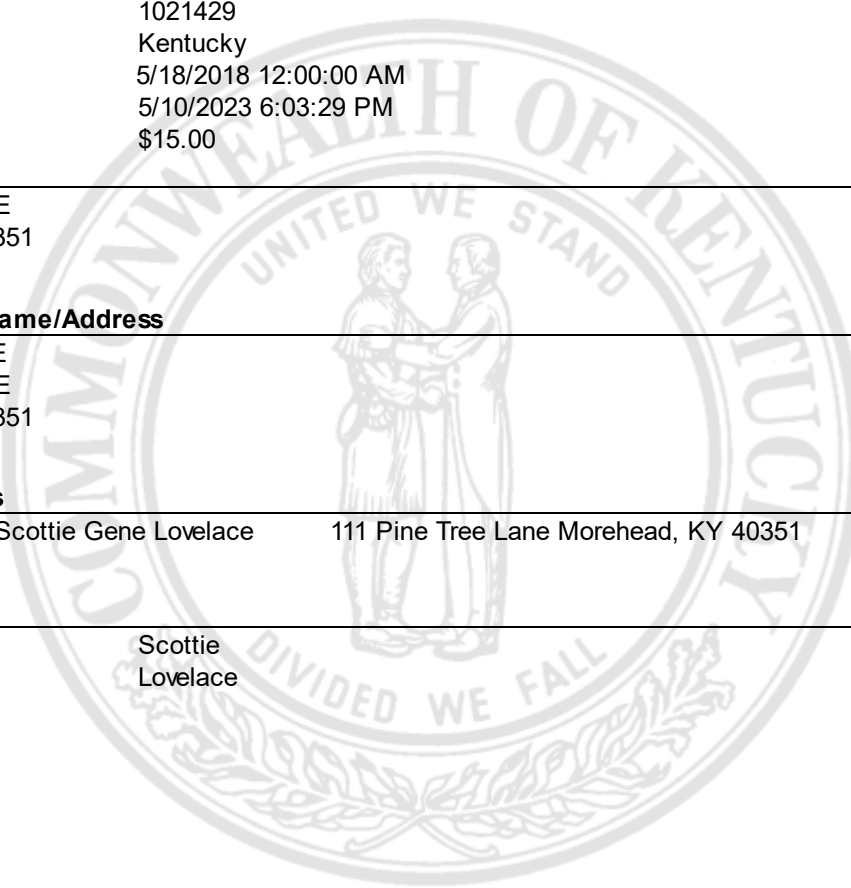 1021429
Kentucky
5/18/2018 12:00:00 AM
5/10/2023 6:03:29 PM
$15.00
E
351
ame/Address
E
E
351
s
Scottie Gene Lovelace 111 Pine Tree Lane Morehead, KY 40351
Scottie
Lovelace
COMMONWEALTH OF KENTUCKY
UNITED WE STAND
DIVIDED WE FALL